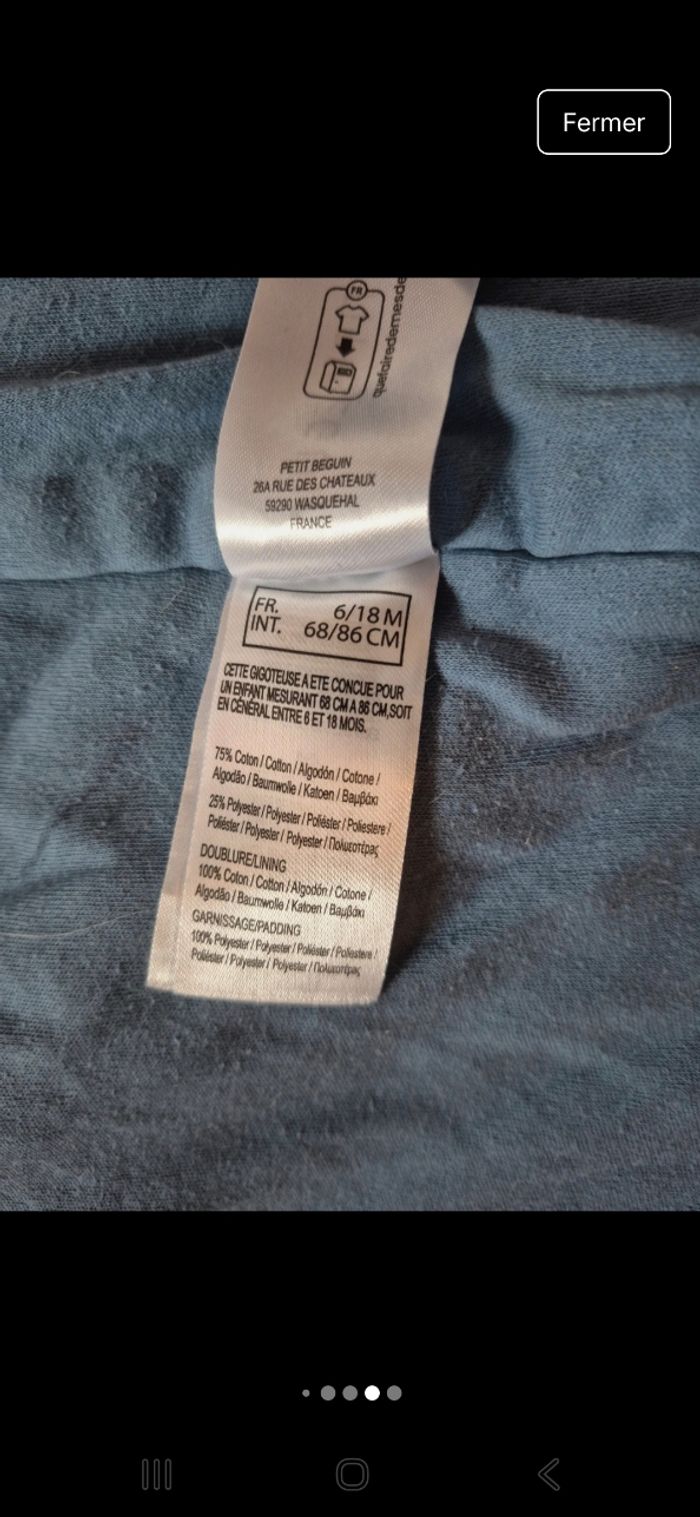 Fermer
FR
quefairedemesde
PETIT BEGUIN
26A RUE DES CHATEAUX
59290 WASQUEHAL
FRANCE
FR. 6/18 M
INT. 68/86 CM
CETTE GIGOTEUSE A ETE CONCUE POUR
UN ENFANT MESURANT 68 CM A 86 CM,SOIT
EN CÉNÉRAL ENTRE 6 ET 18 MOIS.
75% Coton / Cotton / Algodón / Cotone /
Algodão / Baumwolle / Katoen / Βαμβάκι
25% Polyester / Polyester / Poliéster / Poliestere /
Poliéster / Polyester / Polyester / Πολυεστέρας
DOUBLURE/LINING
100% Coton / Cotton / Algodón / Cotone /
Algodão / Baumwolle / Katoen / Βαμβάκι
GARNISSAGE/PADDING
100% Polyester / Polyester / Poliéster / Poliestere /
Poliéster / Polyester / Polyester / Πολυεστέρας